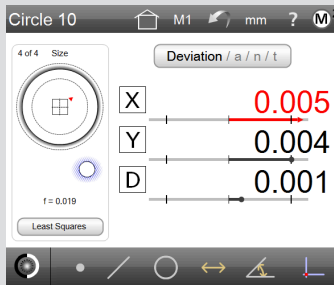 Circle 10 M1 mm ? M
4 of 4 Size
Deviation / a / n / t
X 0.005
Y 0.004
D 0.001
f = 0.019
Least Squares